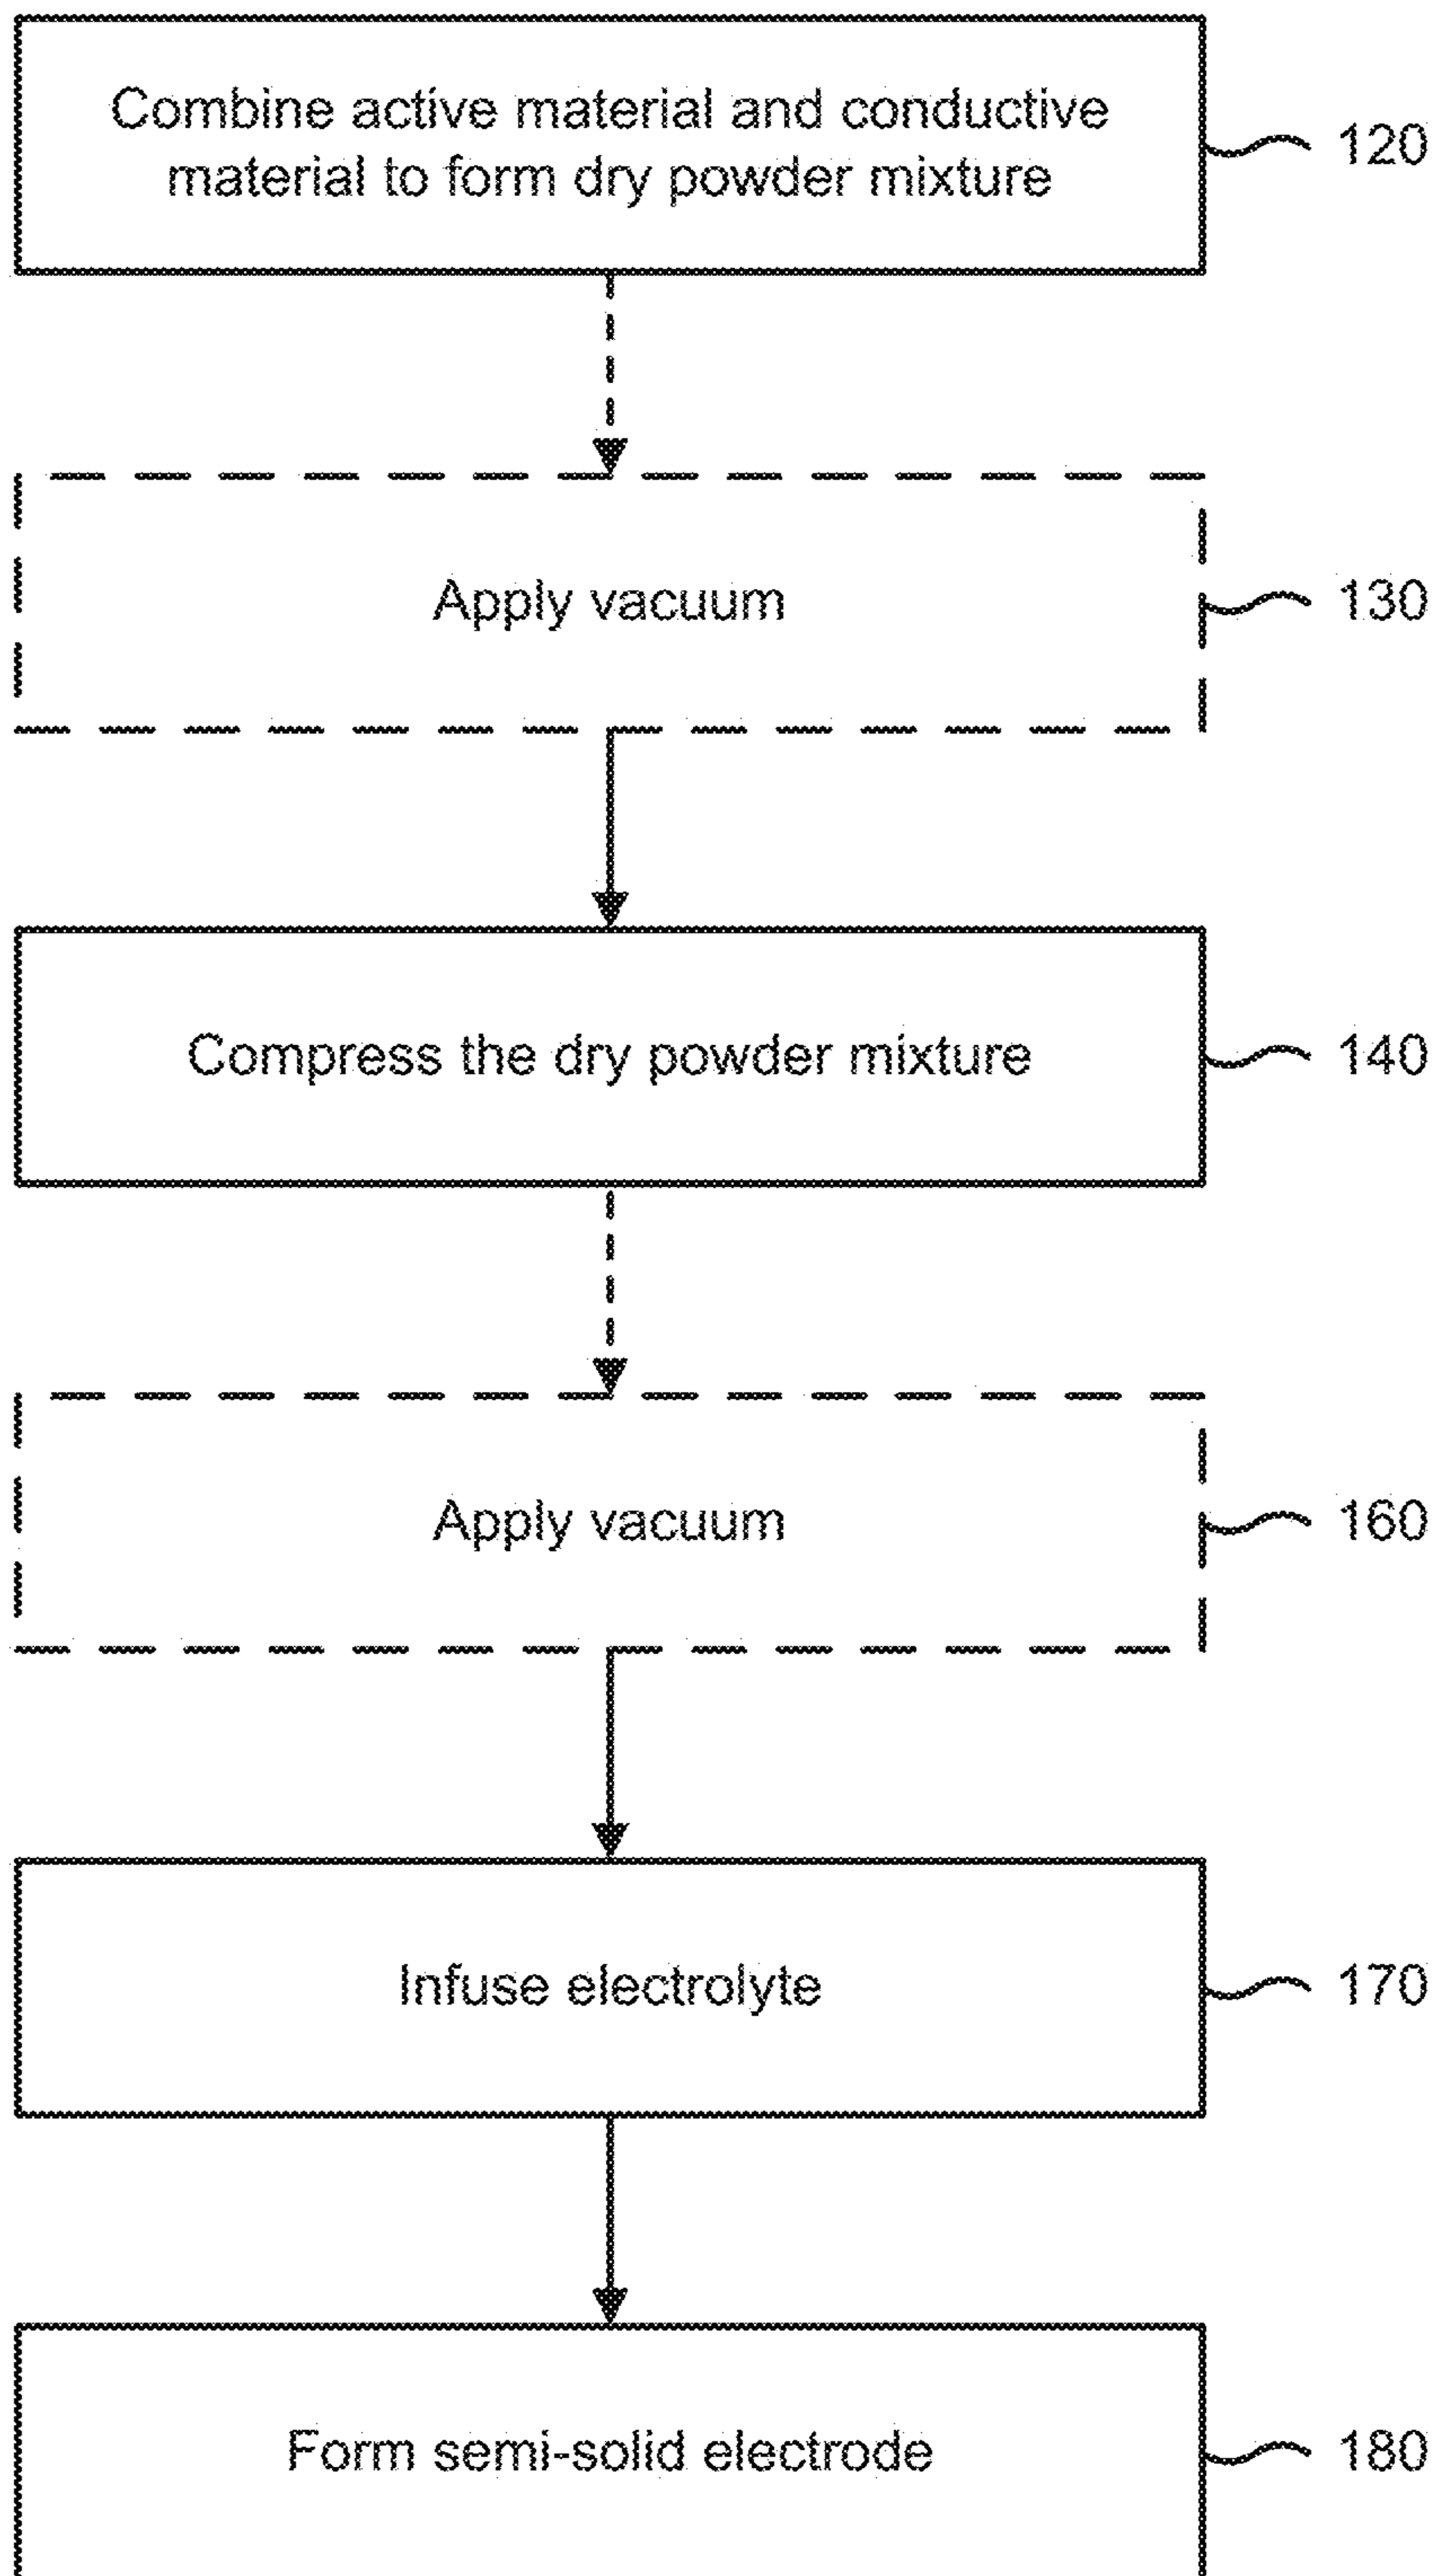 Combine active material and conductive
material to form dry powder mixture
120
Apply vacuum
130
Compress the dry powder mixture
140
Apply vacuum
160
Infuse electrolyte
170
Form semi-solid electrode
180